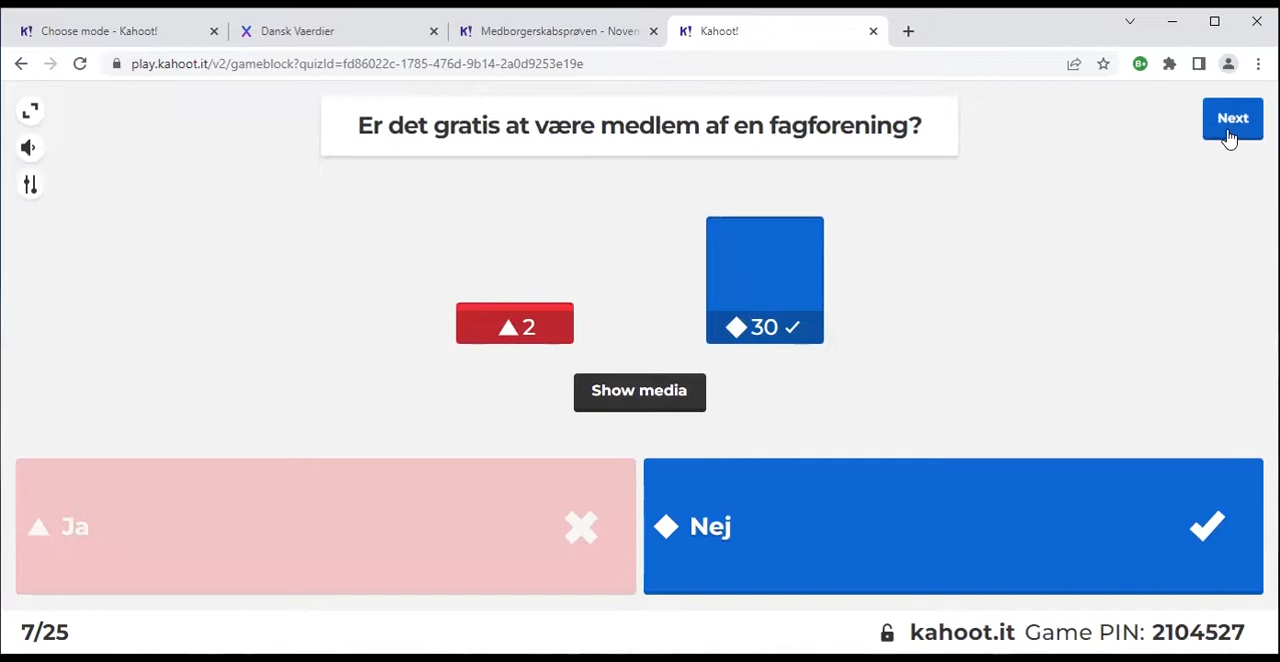 Choose mode - Kahoot!
Dansk Vaerdier
Medborgerskabsprøven - Noven
Kahoot!
play.kahoot.it/v2/gameblock?quizId=fd86022c-1785-476d-9b14-2a0d9253e19e
Er det gratis at være medlem af en fagforening?
Next
2
30
Show media
Ja
Nej
7/25
kahoot.it Game PIN: 2104527